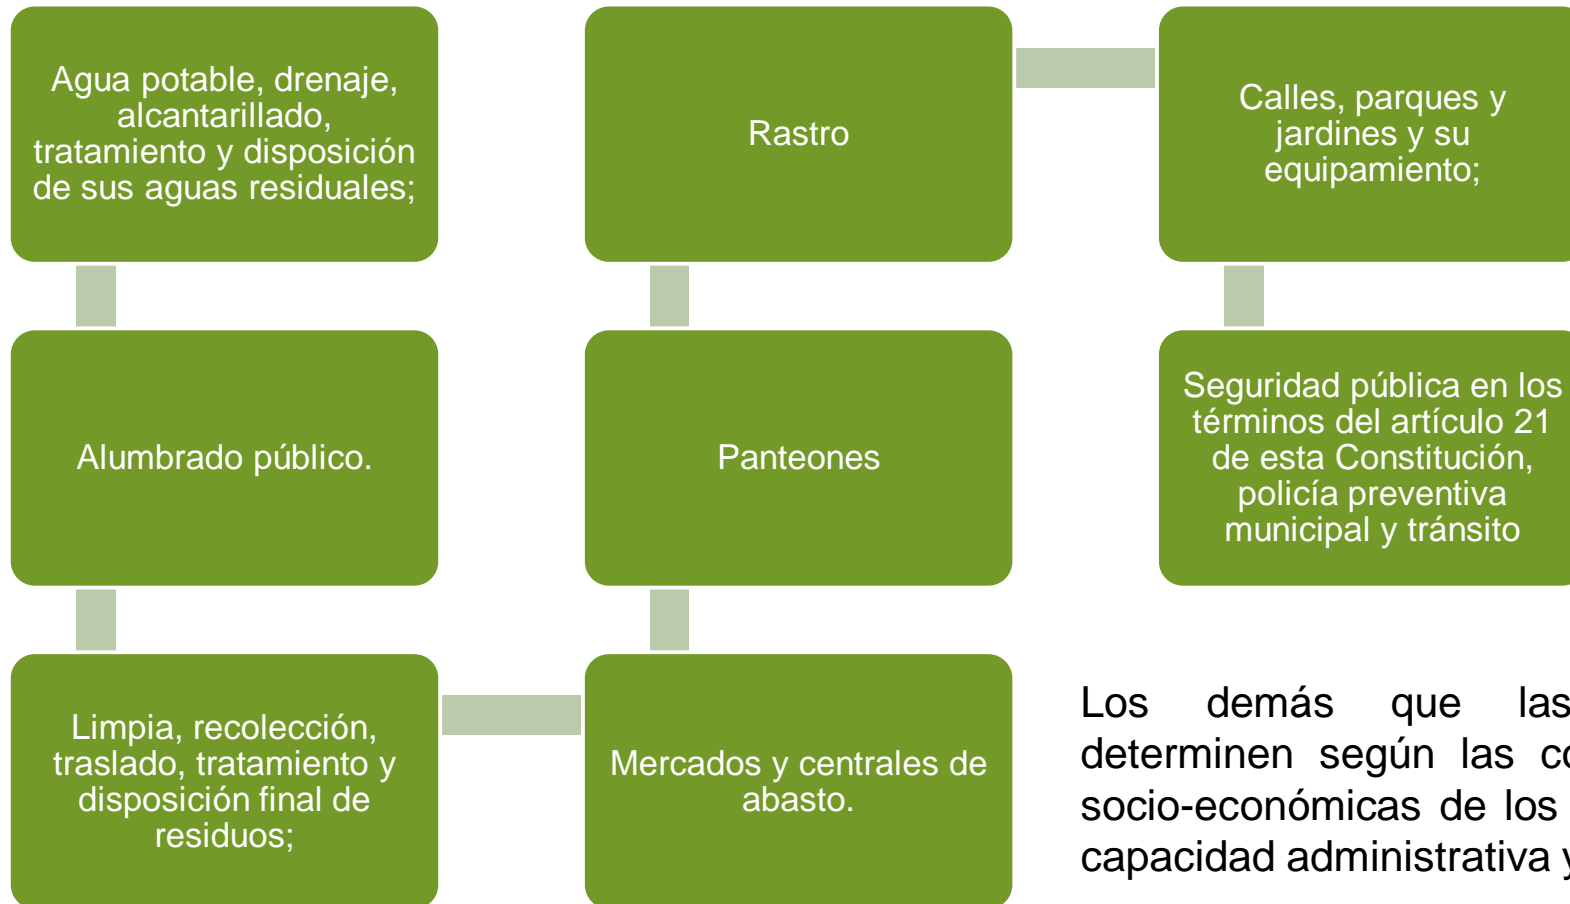 Agua potable, drenaje,
alcantarillado,
tratamiento y disposición
de sus aguas residuales;
Alumbrado público.
Limpia, recolección,
traslado, tratamiento y
disposición final de
residuos;
Mercados y centrales de
abasto.
Panteones
Rastro
Calles, parques y
jardines y su
equipamiento;
Seguridad pública en los
términos del artículo 21
de esta Constitución,
policía preventiva
municipal y tránsito
Los demás que las
determinen según las
socio-económicas de los
capacidad administrativa y